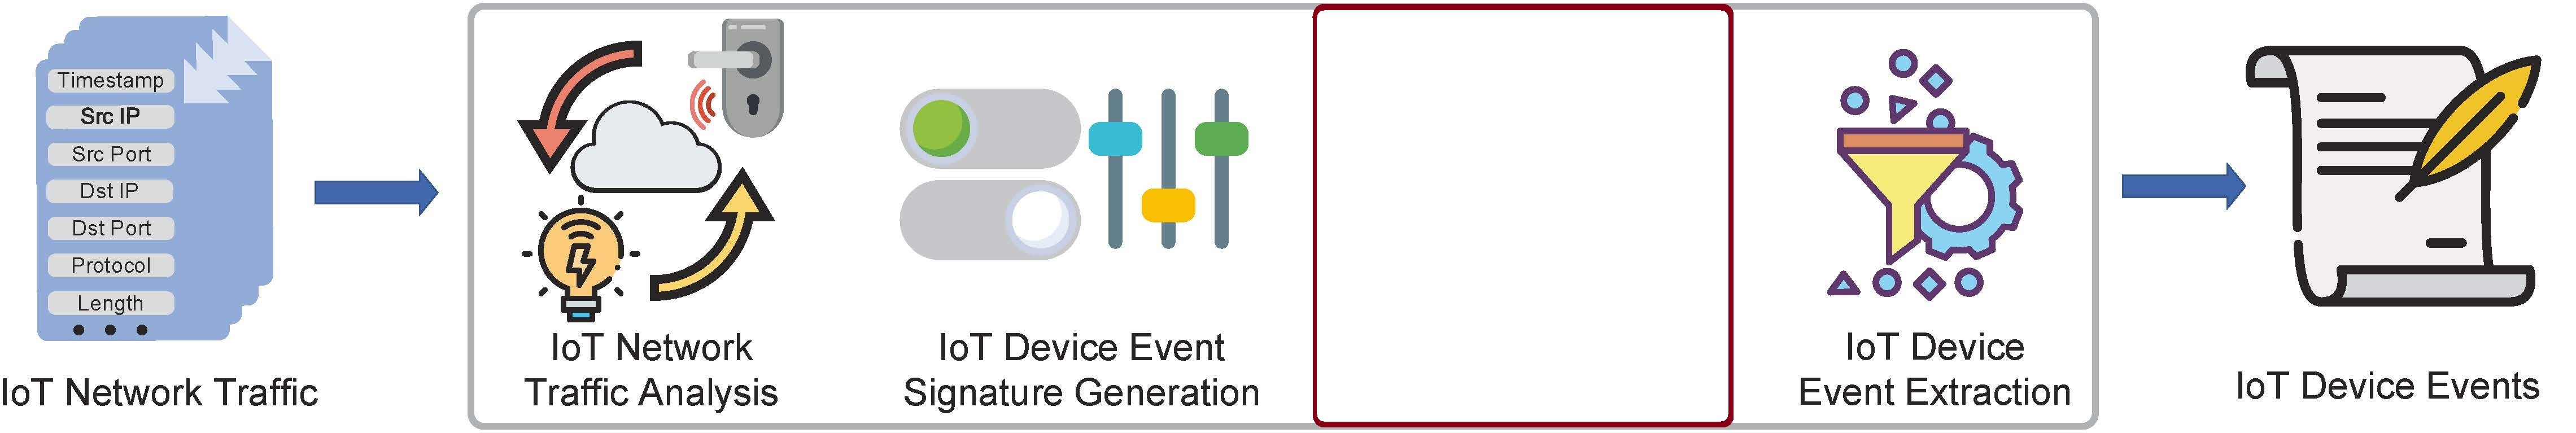 Timestamp
Src IP
Src Port
Dst IP
Dst Port
Protocol
Length
IoT Network Traffic
IoT Network
Traffic Analysis
IoT Device Event
Signature Generation
IoT Device
Event Extraction
IoT Device Events